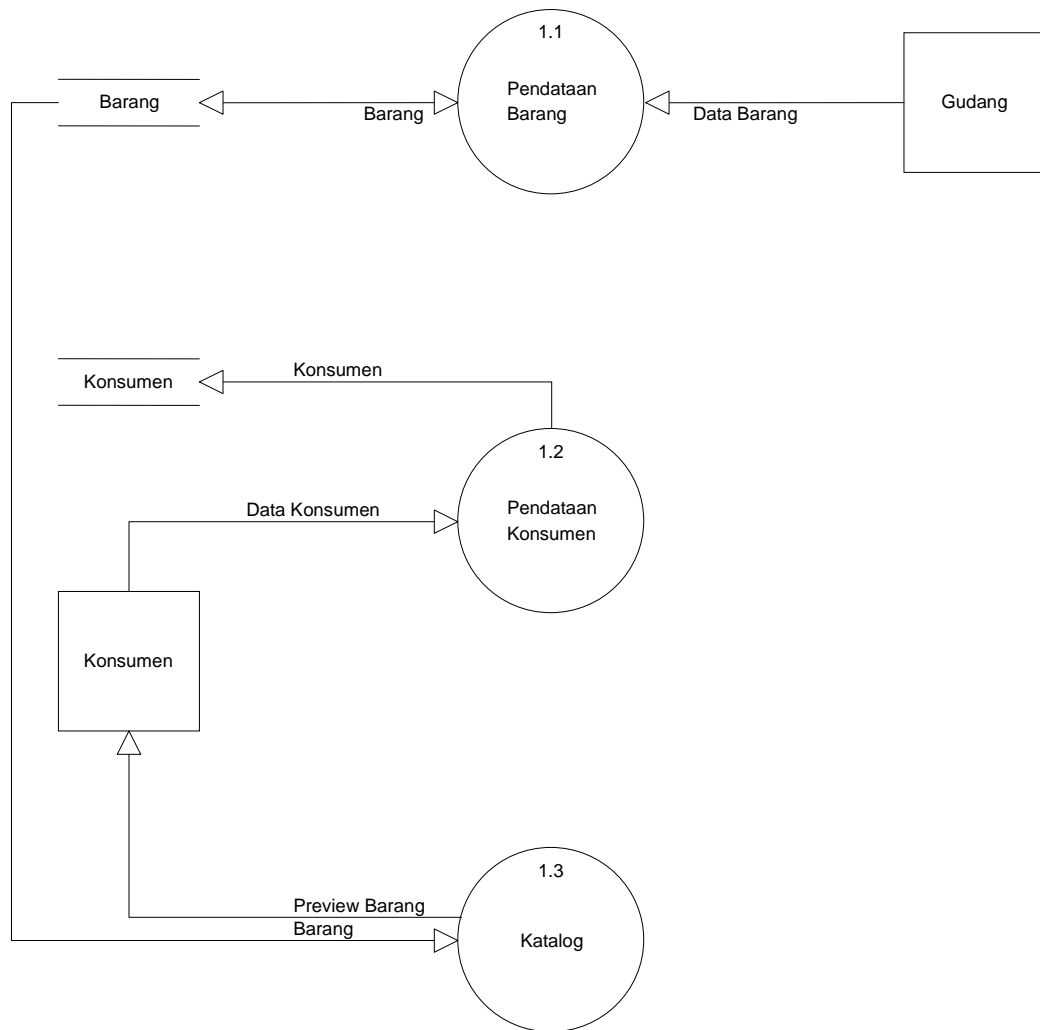 1.1
Pendataan
Barang
Barang
Barang
Data Barang
Gudang
Konsumen
Konsumen
1.2
Pendataan
Konsumen
Data Konsumen
Konsumen
1.3
Preview Barang
Barang
Katalog